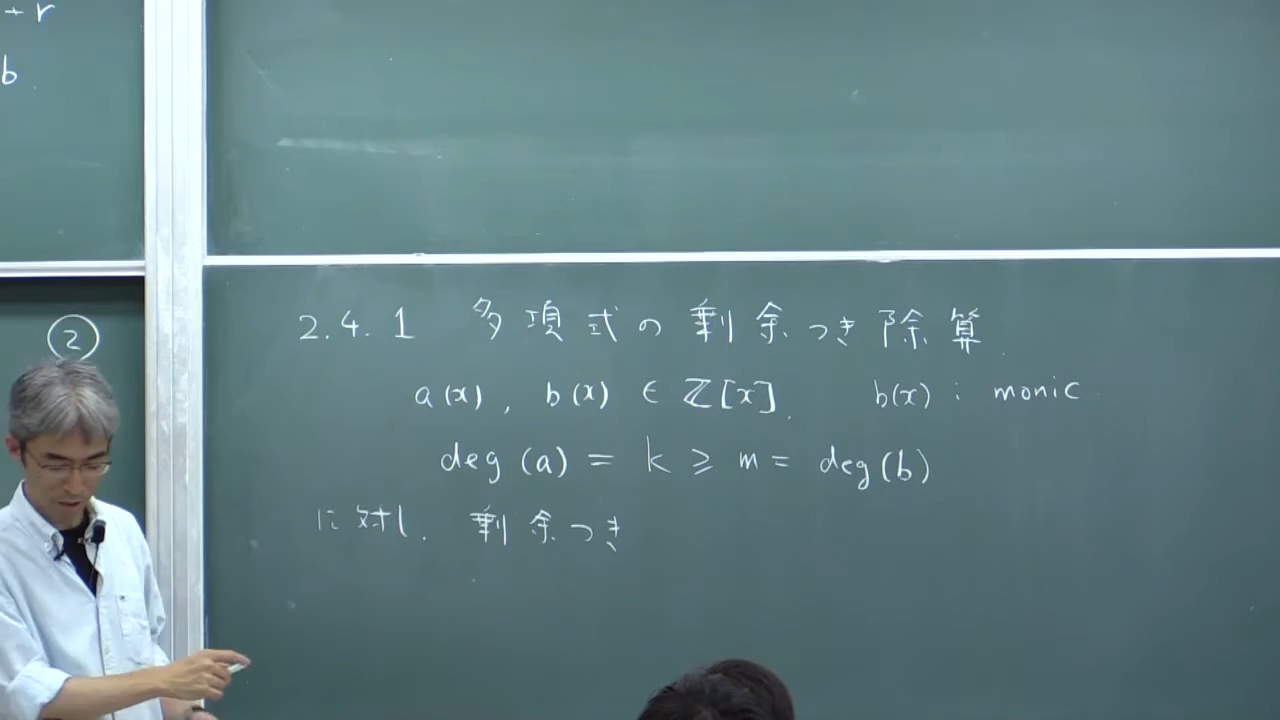 + r
b
②
2.4.1 多項式の剰余つき除算
a(x), b(x) ∈ ℤ[x]. b(x) : monic
deg(a) = k ≥ m = deg(b)
に対し. 剰余つき